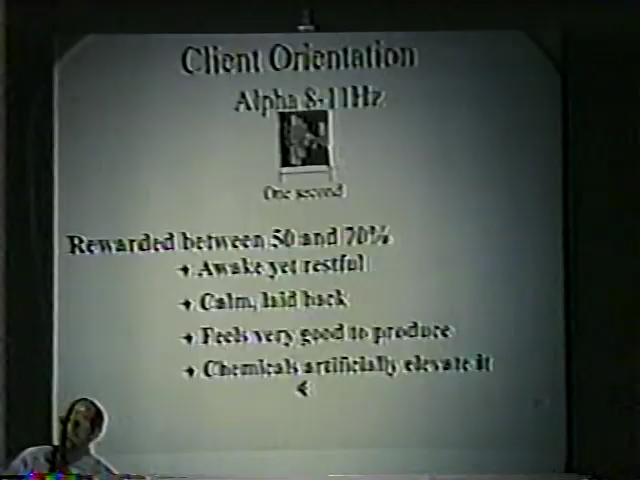 Client Orientation
Alpha 8-11Hz
One second
Rewarded between 50 and 70%
Awake yet restful
Calm, laid back
Feels very good to produce
Chemicals artificially elevate it